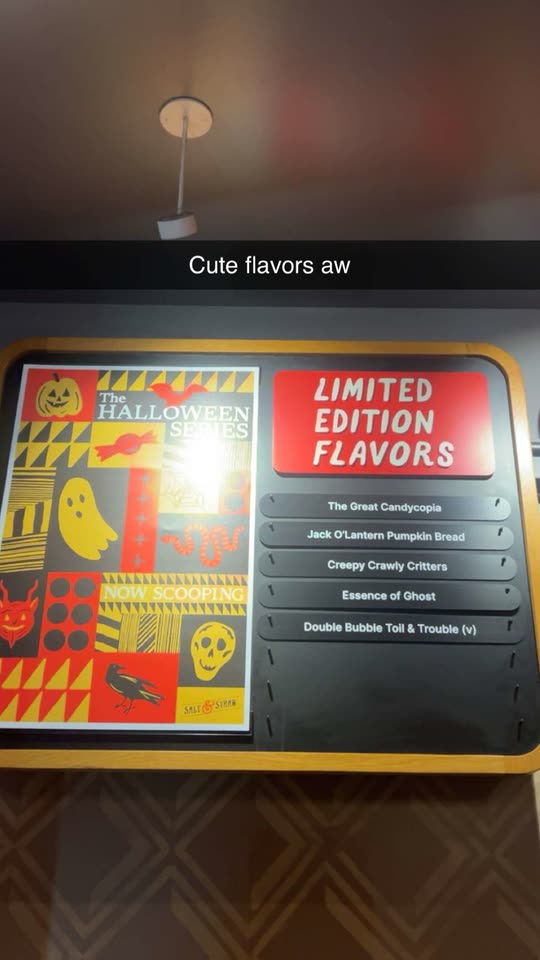 Cute flavors aw
The
HALLOWEEN
SERIES
NOW SCOOPING
SALT & STRAW
LIMITED
EDITION
FLAVORS
The Great Candycopia
Jack O'Lantern Pumpkin Bread
Creepy Crawly Critters
Essence of Ghost
Double Bubble Toil & Trouble (v)